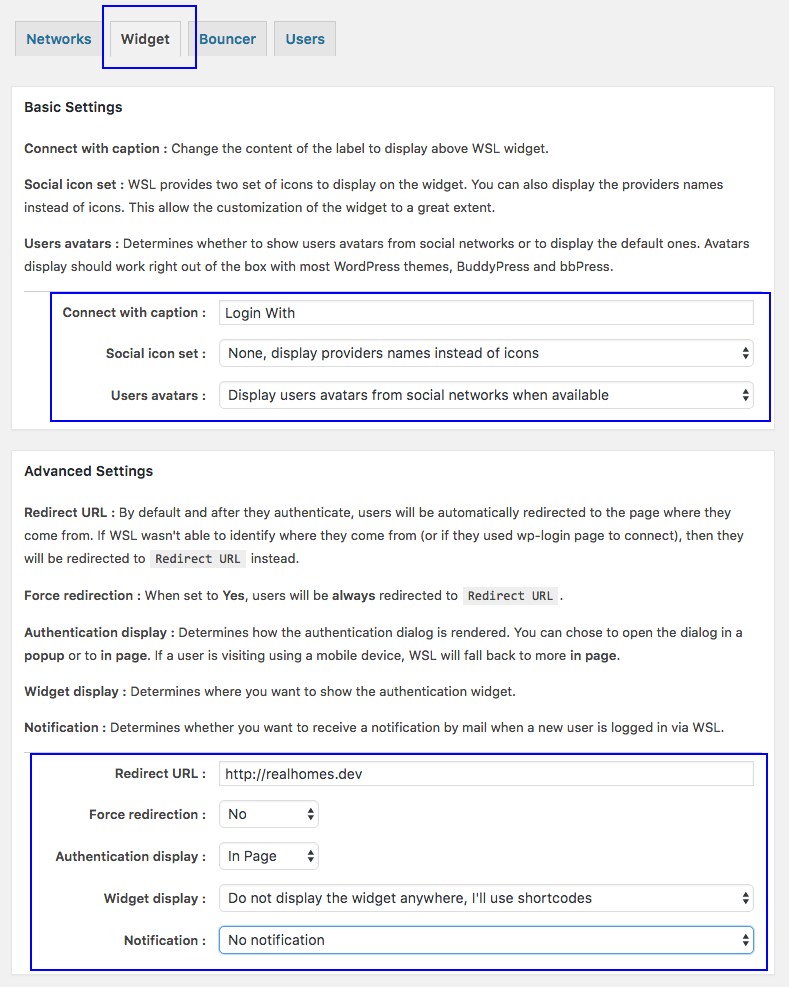 Networks Widget Bouncer Users
Basic Settings
Connect with caption : Change the content of the label to display above WSL widget.
Social icon set : WSL provides two set of icons to display on the widget. You can also display the providers names
instead of icons. This allow the customization of the widget to a great extent.
Users avatars : Determines whether to show users avatars from social networks or to display the default ones. Avatars
display should work right out of the box with most WordPress themes, BuddyPress and bbPress.
Connect with caption : Login With
Social icon set : None, display providers names instead of icons
Users avatars : Display users avatars from social networks when available
Advanced Settings
Redirect URL : By default and after they authenticate, users will be automatically redirected to the page where they
come from. If WSL wasn't able to identify where they come from (or if they used wp-login page to connect), then they
will be redirected to Redirect URL instead.
Force redirection : When set to Yes, users will be always redirected to Redirect URL .
Authentication display : Determines how the authentication dialog is rendered. You can chose to open the dialog in a
popup or to in page. If a user is visiting using a mobile device, WSL will fall back to more in page.
Widget display : Determines where you want to show the authentication widget.
Notification : Determines whether you want to receive a notification by mail when a new user is logged in via WSL.
Redirect URL : http://realhomes.dev
Force redirection : No
Authentication display : In Page
Widget display : Do not display the widget anywhere, I'll use shortcodes
Notification : No notification